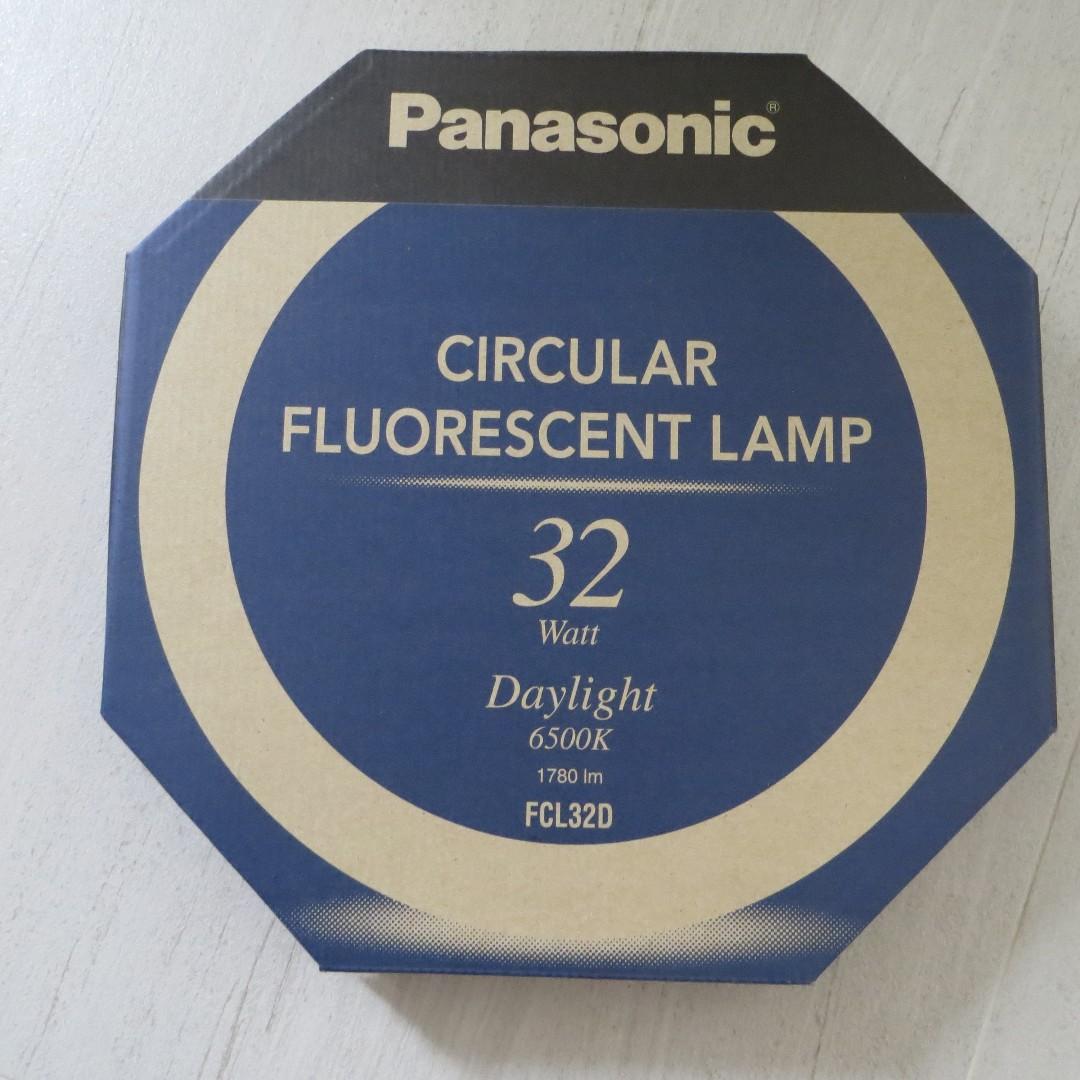 Panasonic®
CIRCULAR
FLUORESCENT LAMP
32
Watt
Daylight
6500K
1780 lm
FCL32D